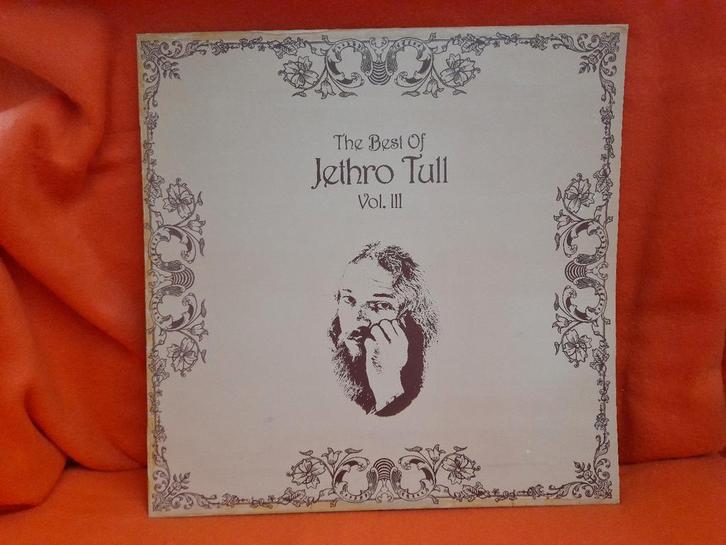 The Best Of
Jethro Tull
Vol. III